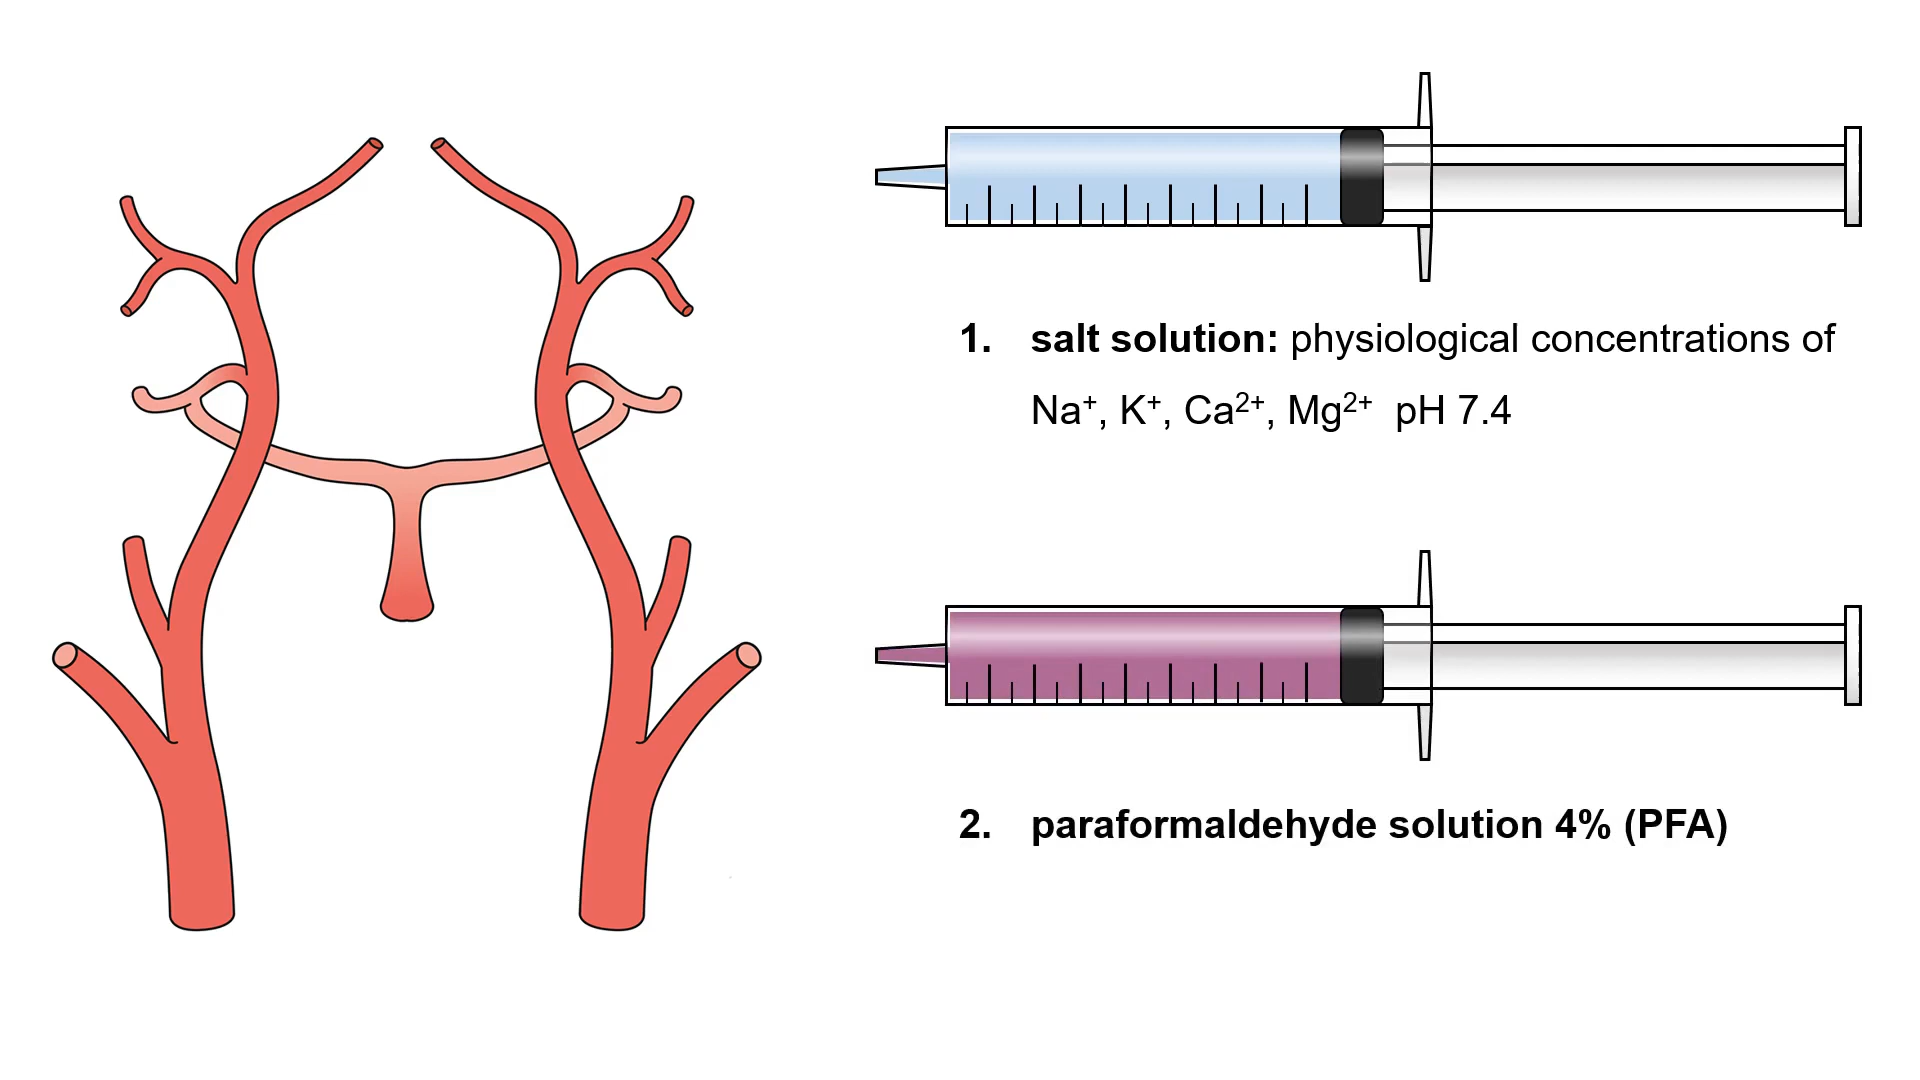 1. salt solution: physiological concentrations of
Na⁺, K⁺, Ca²⁺, Mg²⁺ pH 7.4
2. paraformaldehyde solution 4% (PFA)